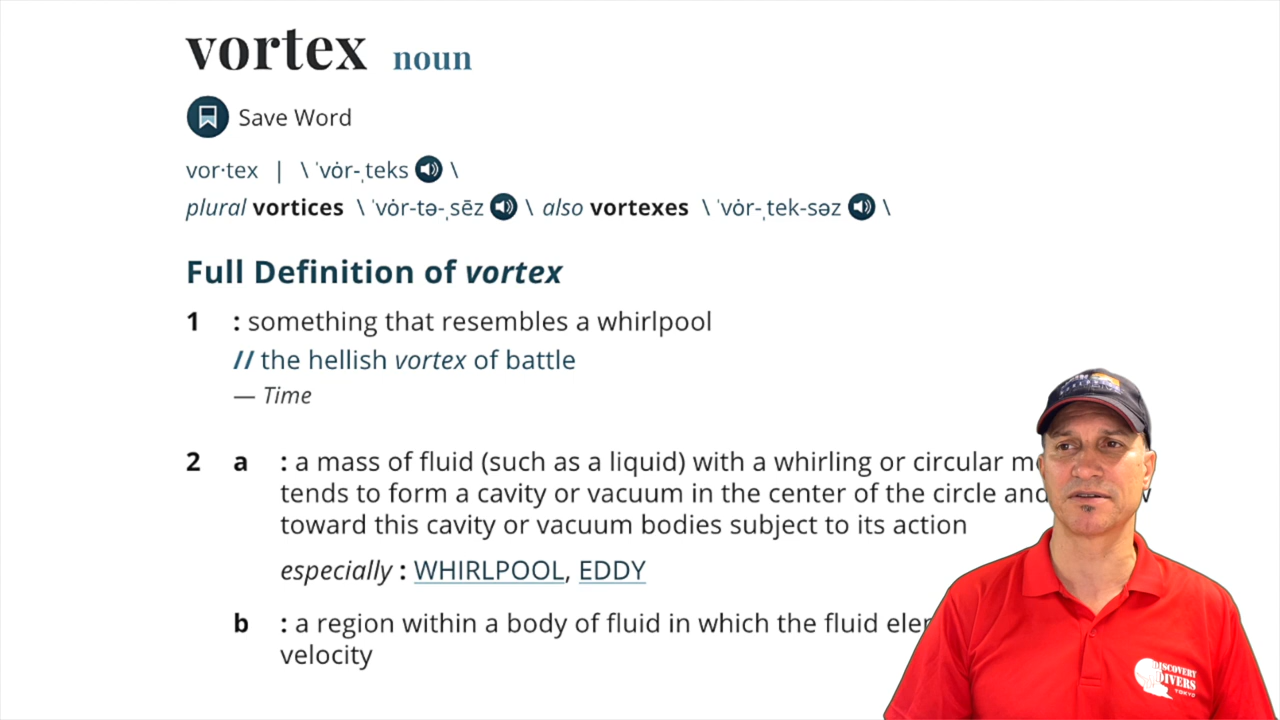 vortex noun
Save Word
vor·tex | \ ˈvȯr-ˌteks \
plural vortices \ ˈvȯr-tə-ˌsēz \ also vortexes \ ˈvȯr-ˌtek-səz \
Full Definition of vortex
1 : something that resembles a whirlpool
// the hellish vortex of battle
— Time
2 a : a mass of fluid (such as a liquid) with a whirling or circular
tends to form a cavity or vacuum in the center of the circle and
toward this cavity or vacuum bodies subject to its action
especially : WHIRLPOOL, EDDY
b : a region within a body of fluid in which the fluid
velocity
DISCOVERY
DIVERS
TOKYO